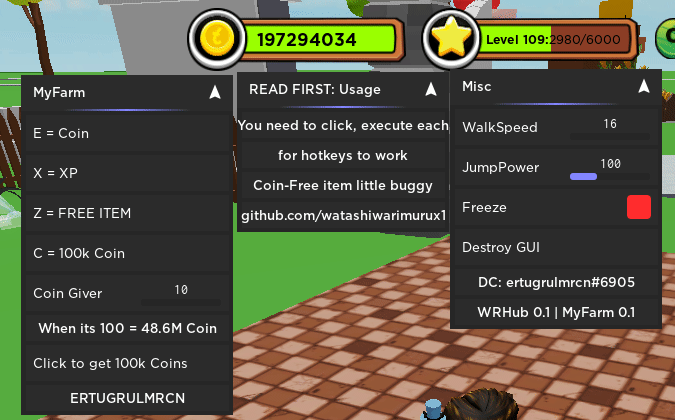 197294034
Level 109:2980/6000
MyFarm
E = Coin
X = XP
Z = FREE ITEM
C = 100k Coin
Coin Giver 10
When its 100 = 48.6M Coin
Click to get 100k Coins
ERTUGRULMRCN
READ FIRST: Usage
You need to click, execute each
for hotkeys to work
Coin-Free item little buggy
github.com/watashiwarimurux1
Misc
WalkSpeed 16
JumpPower 100
Freeze
Destroy GUI
DC: ertugrulmrcn#6905
WRHub 0.1 | MyFarm 0.1